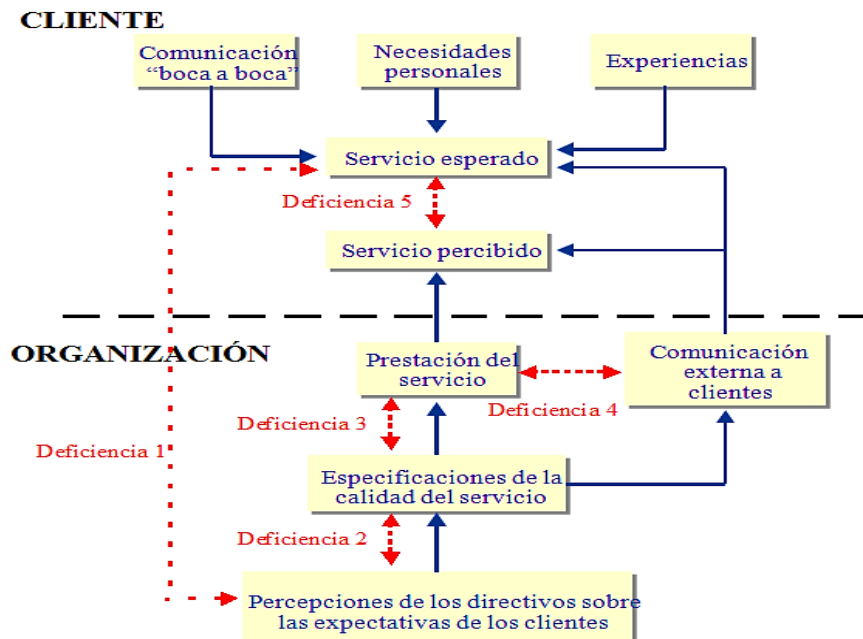 CLIENTE
Comunicación
“boca a boca”
Necesidades
personales
Experiencias
Servicio esperado
Deficiencia 5
Servicio percibido
ORGANIZACIÓN
Prestación del
servicio
Comunicación
externa a
clientes
Deficiencia 4
Deficiencia 3
Deficiencia 1
Especificaciones de la
calidad del servicio
Deficiencia 2
Percepciones de los directivos sobre
las expectativas de los clientes